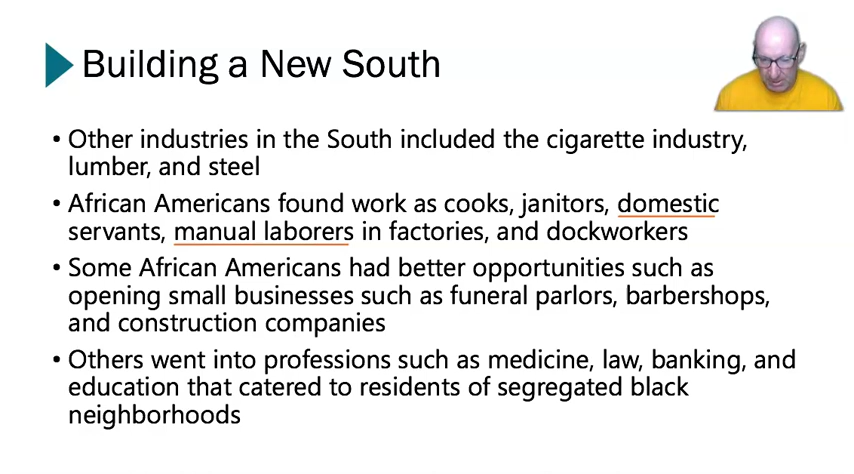 Building a New South
• Other industries in the South included the cigarette industry,
lumber, and steel
• African Americans found work as cooks, janitors, domestic
servants, manual laborers in factories, and dockworkers
• Some African Americans had better opportunities such as
opening small businesses such as funeral parlors, barbershops,
and construction companies
• Others went into professions such as medicine, law, banking, and
education that catered to residents of segregated black
neighborhoods